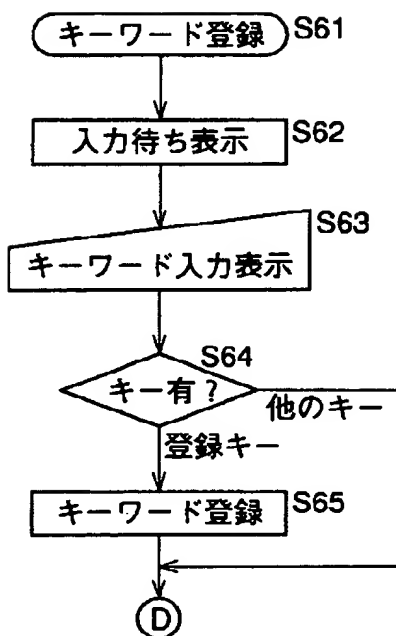 キーワード登録 S61
入力待ち表示 S62
S63
キーワード入力表示
S64
キー有?
他のキー
登録キー
キーワード登録 S65
D